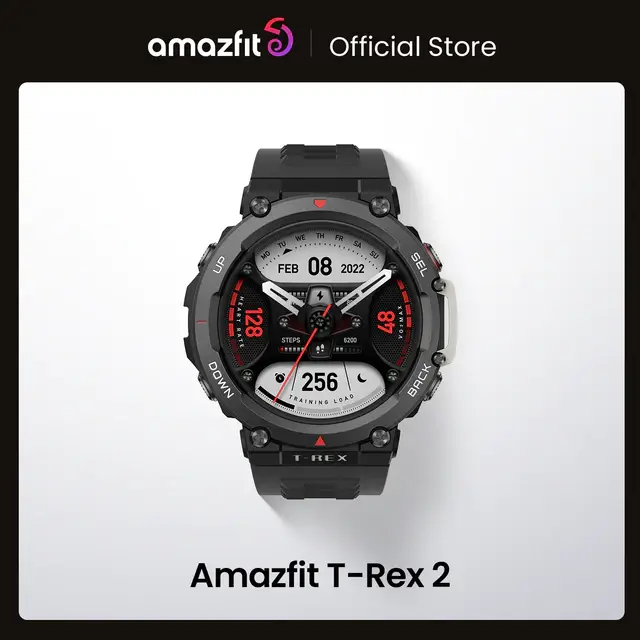 amazfit | Official Store
MO TU WE TH FR SA SU
FEB 08 2022
UP
SEL
HEART RATE
128
48
VO₂MAX
STEPS
6200
DOWN
BACK
256
TRAINING LOAD
T-REX
Amazfit T-Rex 2